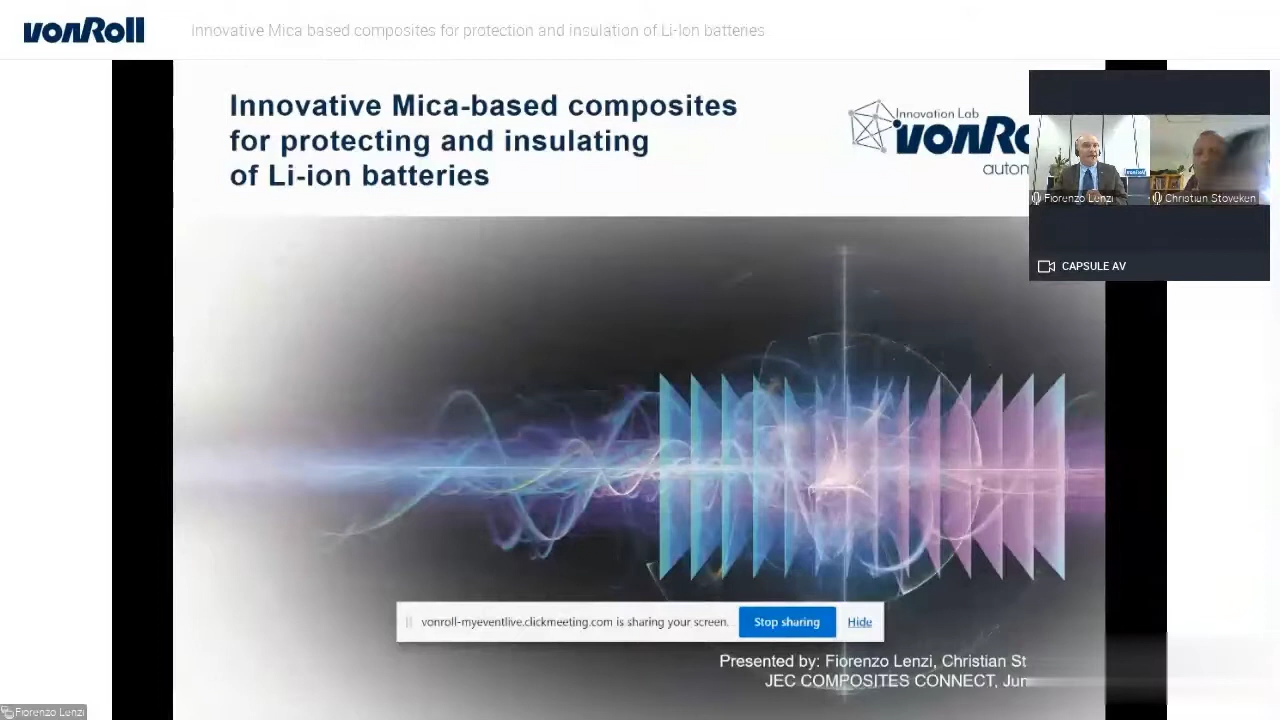 vonRoll
Innovative Mica based composites for protection and insulation of Li-Ion batteries
Innovative Mica-based composites
for protecting and insulating
of Li-ion batteries
Innovation Lab
vonRo
autom
vonRoll
Fiorenzo Lenzi
Christian Stoveken
CAPSULE AV
vonroll-myeventlive.clickmeeting.com is sharing your screen.
Stop sharing
Hide
Presented by: Fiorenzo Lenzi, Christian St
JEC COMPOSITES CONNECT, Jun
Fiorenzo Lenzi